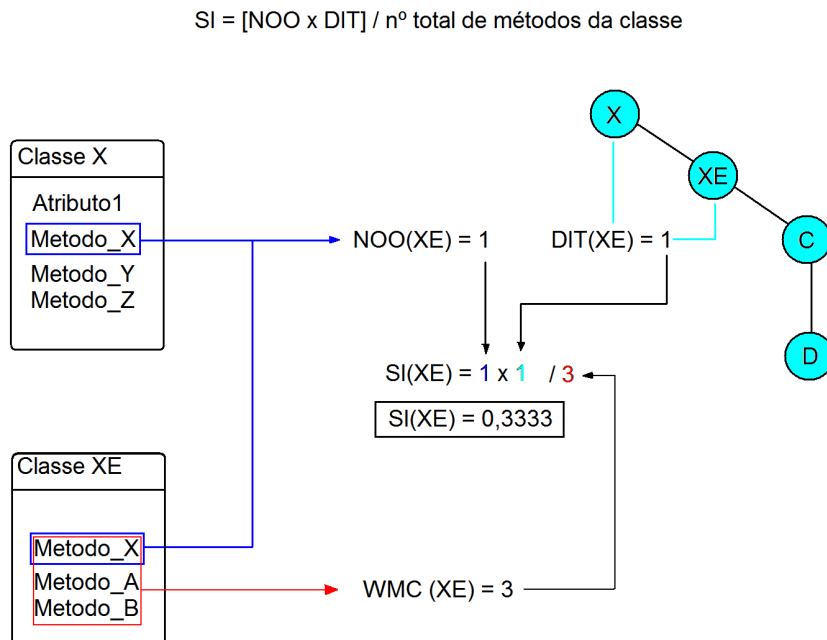 SI = [NOO x DIT] / nº total de métodos da classe
X
Classe X
XE
Atributo1
Metodo_X
NOO(XE) = 1
DIT(XE) = 1
C
Metodo_Y
Metodo_Z
D
SI(XE) = 1 x 1 / 3
SI(XE) = 0,3333
Classe XE
Metodo_X
Metodo_A
WMC (XE) = 3
Metodo_B